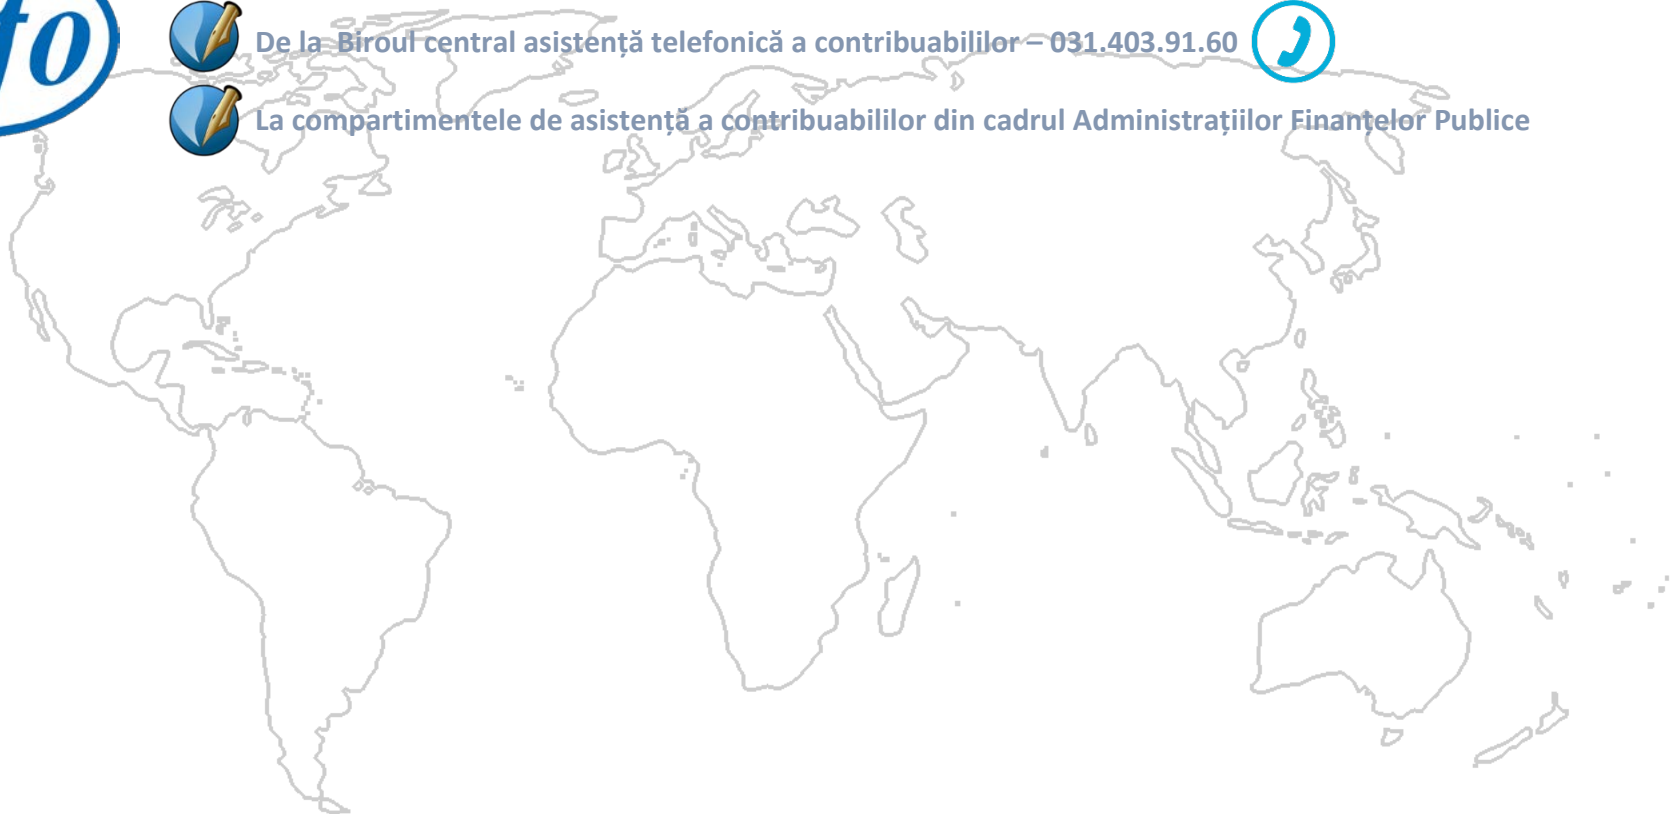 fo
De la Biroul central asistență telefonică a contribuabililor – 031.403.91.60
La compartimentele de asistență a contribuabililor din cadrul Administrațiilor Finanțelor Publice